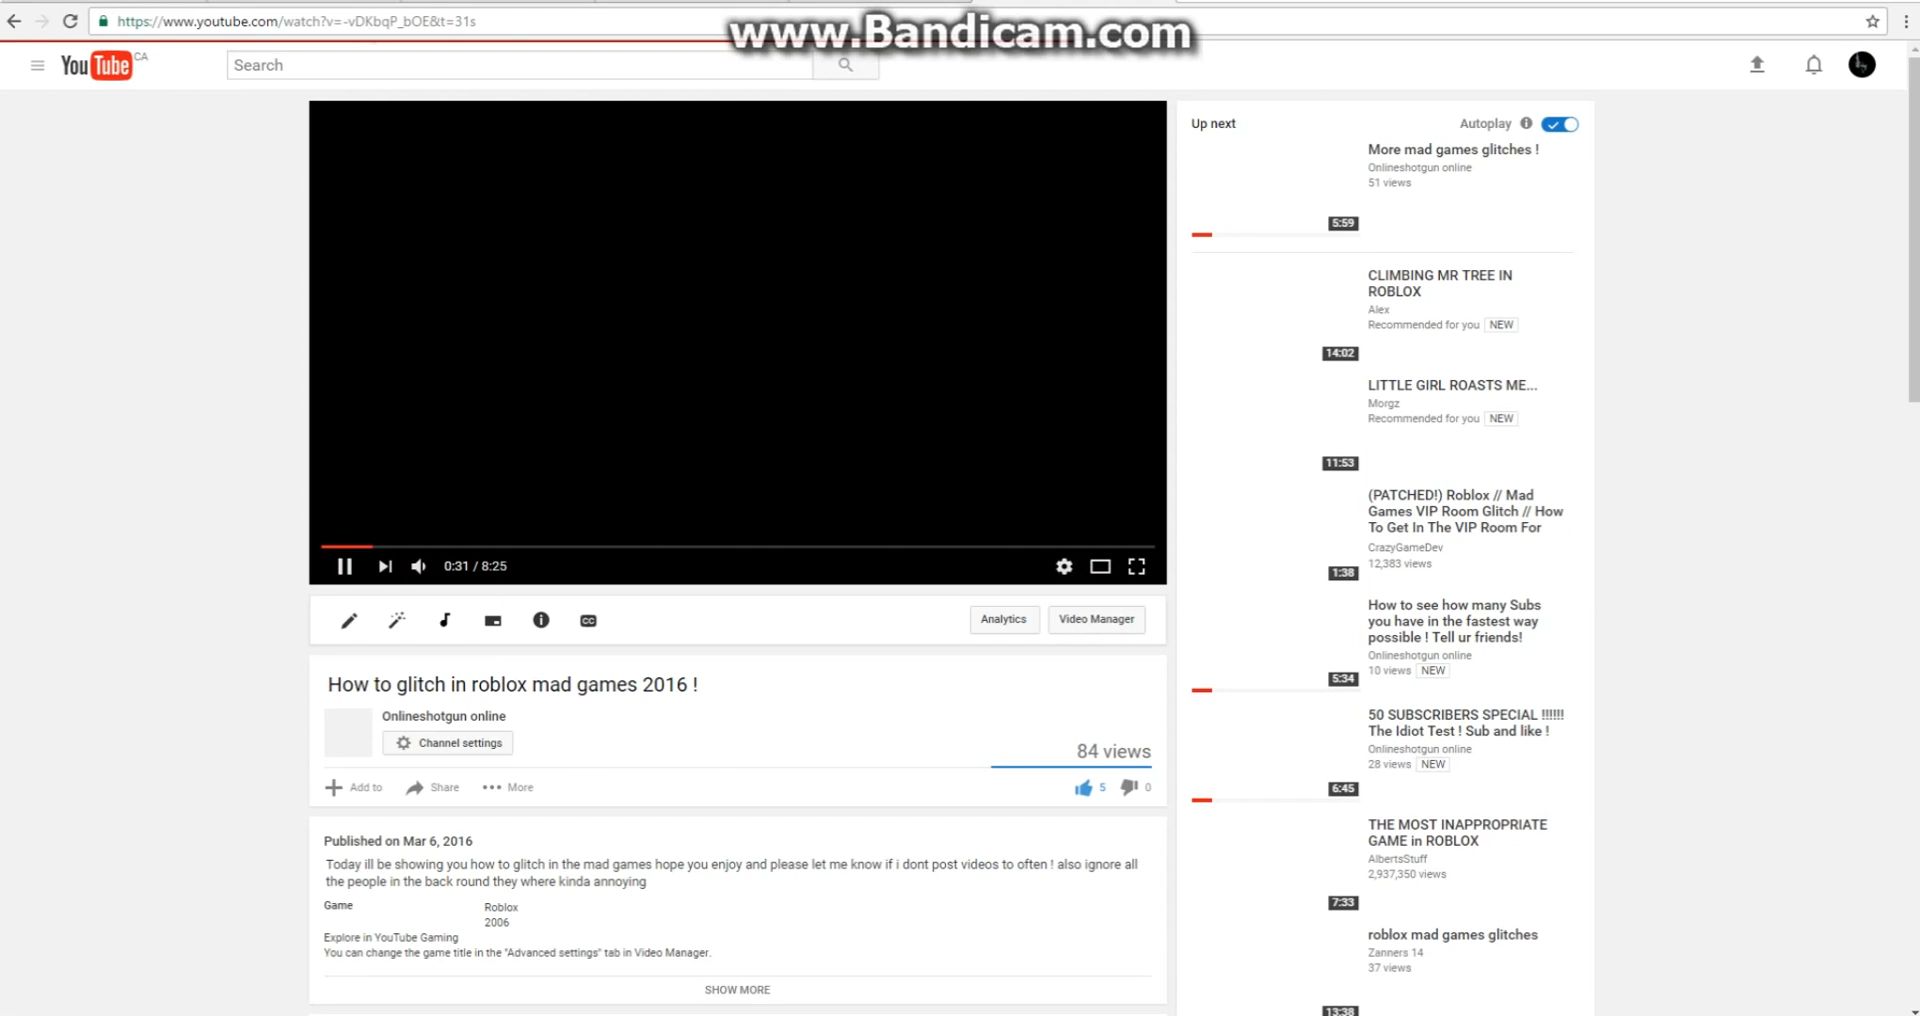 https://www.youtube.com/watch?v=-vDKbqP_bOE&t=31s
www.Bandicam.com
YouTube CA
Search
Up next
Autoplay
More mad games glitches !
Onlineshotgun online
51 views
5:59
CLIMBING MR TREE IN
ROBLOX
Alex
Recommended for you NEW
14:02
LITTLE GIRL ROASTS ME...
Morgz
Recommended for you NEW
11:53
(PATCHED!) Roblox // Mad
Games VIP Room Glitch // How
To Get In The VIP Room For
CrazyGameDev
12,383 views
1:38
How to see how many Subs
you have in the fastest way
possible ! Tell ur friends!
Onlineshotgun online
10 views NEW
5:34
50 SUBSCRIBERS SPECIAL !!!!!!
The Idiot Test ! Sub and like !
Onlineshotgun online
28 views NEW
6:45
THE MOST INAPPROPRIATE
GAME in ROBLOX
AlbertsStuff
2,937,350 views
7:33
roblox mad games glitches
Zanners 14
37 views
13:38
0:31 / 8:25
CC
Analytics
Video Manager
How to glitch in roblox mad games 2016 !
Onlineshotgun online
Channel settings
84 views
Add to
Share
More
5
0
Published on Mar 6, 2016
Today ill be showing you how to glitch in the mad games hope you enjoy and please let me know if i dont post videos to often ! also ignore all
the people in the back round they where kinda annoying
Game
Roblox
2006
Explore in YouTube Gaming
You can change the game title in the "Advanced settings" tab in Video Manager.
SHOW MORE